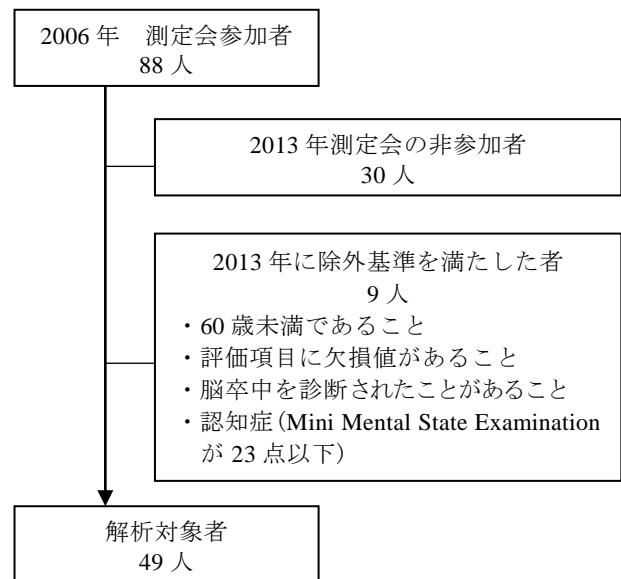 2006 年　測定会参加者
88 人
2013 年測定会の非参加者
30 人
2013 年に除外基準を満たした者
9 人
・60 歳未満であること
・評価項目に欠損値があること
・脳卒中を診断されたことがあること
・認知症（Mini Mental State Examination
が 23 点以下）
解析対象者
49 人